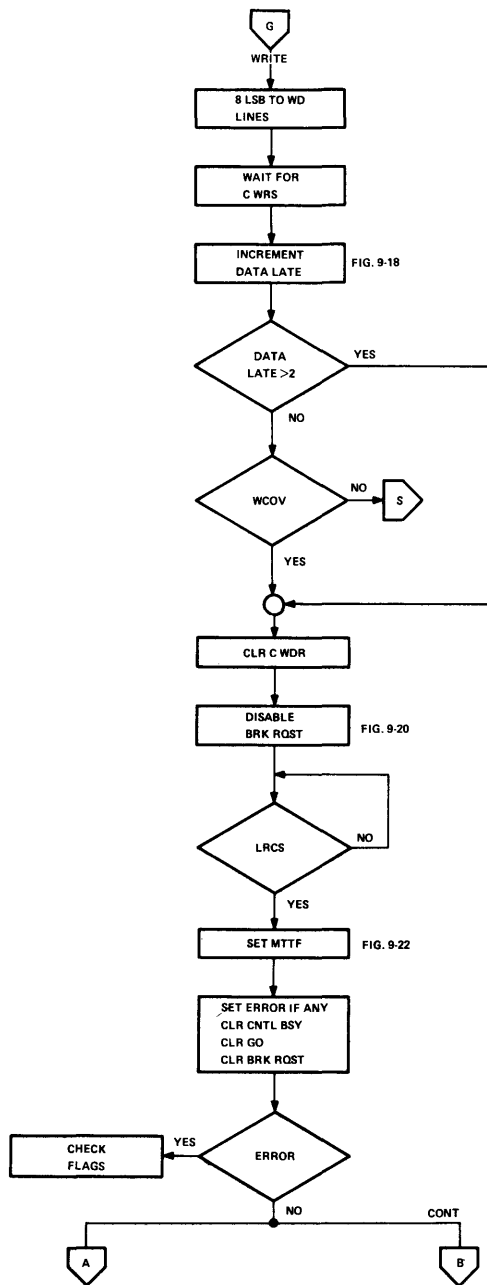 G
WRITE
8 LSB TO WD
LINES
WAIT FOR
C WRS
INCREMENT
DATA LATE
FIG. 9-18
DATA
LATE >2
YES
NO
WCOV
NO
S
YES
CLR C WDR
DISABLE
BRK RQST
FIG. 9-20
LRCS
NO
YES
SET MTTF
FIG. 9-22
SET ERROR IF ANY
CLR CNTL BSY
CLR GO
CLR BRK RQST
ERROR
YES
CHECK
FLAGS
NO
CONT
A
B